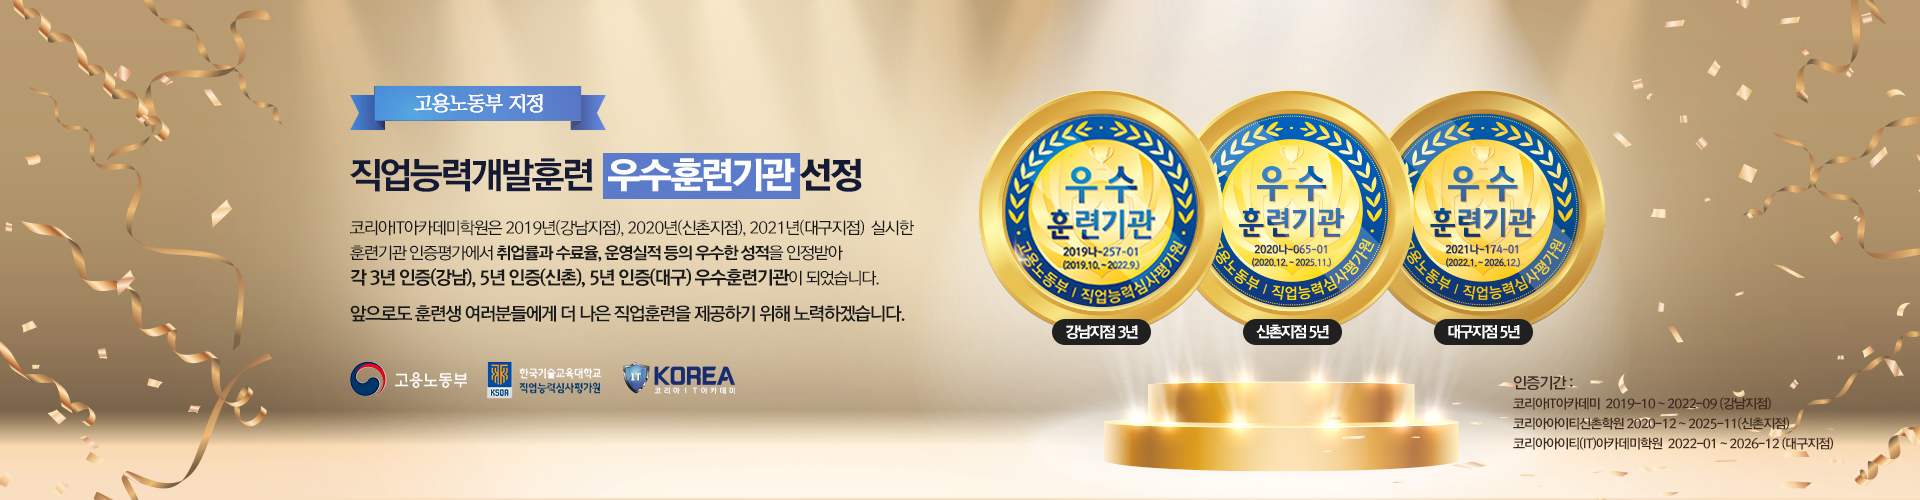 고용노동부 지정
직업능력개발훈련 우수훈련기관 선정
코리아IT아카데미학원은 2019년(강남지점), 2020년(신촌지점), 2021년(대구지점) 실시한
훈련기관 인증평가에서 취업률과 수료율, 운영실적 등의 우수한 성적을 인정받아
각 3년 인증(강남), 5년 인증(신촌), 5년 인증(대구) 우수훈련기관이 되었습니다.
앞으로도 훈련생 여러분들에게 더 나은 직업훈련을 제공하기 위해 노력하겠습니다.
고용노동부
KSQA
한국기술교육대학교
직업능력심사평가원
IT KOREA
코리아IT아카데미
우수
훈련기관
2019나-257-01
(2019.10.~2022.9.)
고용노동부 | 직업능력심사평가원
강남지점 3년
우수
훈련기관
2020나-065-01
(2020.12.~2025.11.)
고용노동부 | 직업능력심사평가원
신촌지점 5년
우수
훈련기관
2021나-174-01
(2022.1.~2026.12.)
고용노동부 | 직업능력심사평가원
대구지점 5년
인증기간 :
코리아IT아카데미 2019-10 ~ 2022-09 (강남지점)
코리아아이티신촌학원 2020-12 ~ 2025-11(신촌지점)
코리아아이티(IT)아카데미학원 2022-01 ~ 2026-12 (대구지점)